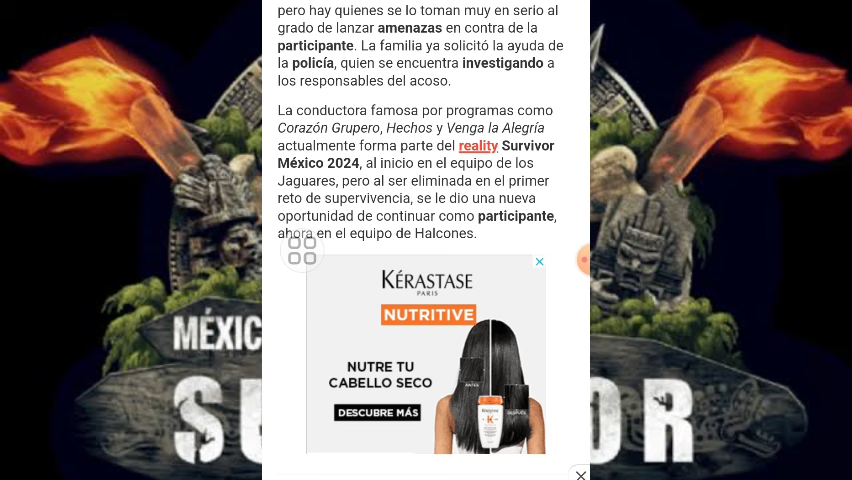 pero hay quienes se lo toman muy en serio al
grado de lanzar amenazas en contra de la
participante. La familia ya solicitó la ayuda de
la policía, quien se encuentra investigando a
los responsables del acoso.
La conductora famosa por programas como
Corazón Grupero, Hechos y Venga la Alegría
actualmente forma parte del reality Survivor
México 2024, al inicio en el equipo de los
Jaguares, pero al ser eliminada en el primer
reto de supervivencia, se le dio una nueva
oportunidad de continuar como participante,
ahora en el equipo de Halcones.
KÉRASTASE
PARIS
NUTRITIVE
NUTRE TU
CABELLO SECO
DESCUBRE MÁS
ANTES
DESPUÉS
MÉXIC
SU
OR